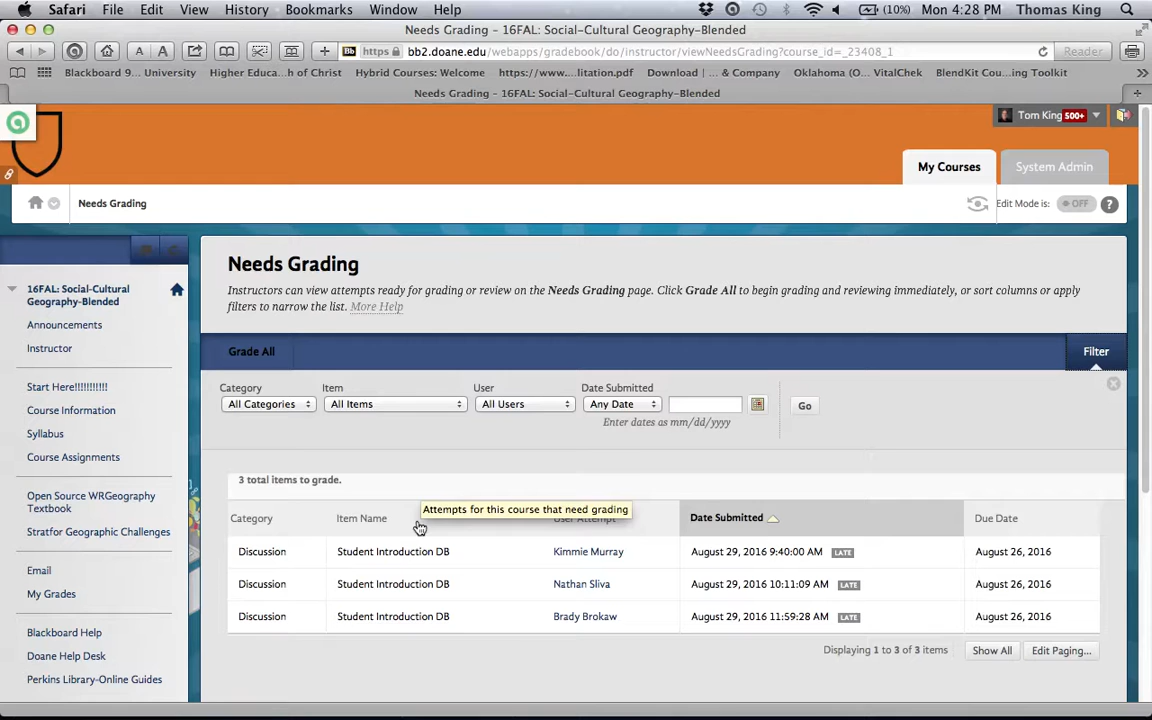 Safari File Edit View History Bookmarks Window Help (10%) Mon 4:28 PM Thomas King
Needs Grading - 16FAL: Social-Cultural Geography-Blended
A A Bb https bb2.doane.edu/webapps/gradebook/do/instructor/viewNeedsGrading?course_id=_23408_1 Reader
Blackboard 9... University Higher Educa...h of Christ Hybrid Courses: Welcome https://www....litation.pdf Download | ... & Company Oklahoma (O... VitalChek BlendKit Cou...ng Toolkit
Needs Grading - 16FAL: Social-Cultural Geography-Blended
Tom King 500+
My Courses System Admin
Needs Grading Edit Mode is: OFF ?
Needs Grading
Instructors can view attempts ready for grading or review on the Needs Grading page. Click Grade All to begin grading and reviewing immediately, or sort columns or apply
filters to narrow the list. More Help
Grade All Filter
Category Item User Date Submitted
All Categories All Items All Users Any Date Go
Enter dates as mm/dd/yyyy
3 total items to grade.
Attempts for this course that need grading
Category Item Name User Attempt Date Submitted Due Date
Discussion Student Introduction DB Kimmie Murray August 29, 2016 9:40:00 AM LATE August 26, 2016
Discussion Student Introduction DB Nathan Sliva August 29, 2016 10:11:09 AM LATE August 26, 2016
Discussion Student Introduction DB Brady Brokaw August 29, 2016 11:59:28 AM LATE August 26, 2016
Displaying 1 to 3 of 3 items Show All Edit Paging...
16FAL: Social-Cultural
Geography-Blended
Announcements
Instructor
Start Here!!!!!!!!!!!
Course Information
Syllabus
Course Assignments
Open Source WRGeography
Textbook
Stratfor Geographic Challenges
Email
My Grades
Blackboard Help
Doane Help Desk
Perkins Library-Online Guides